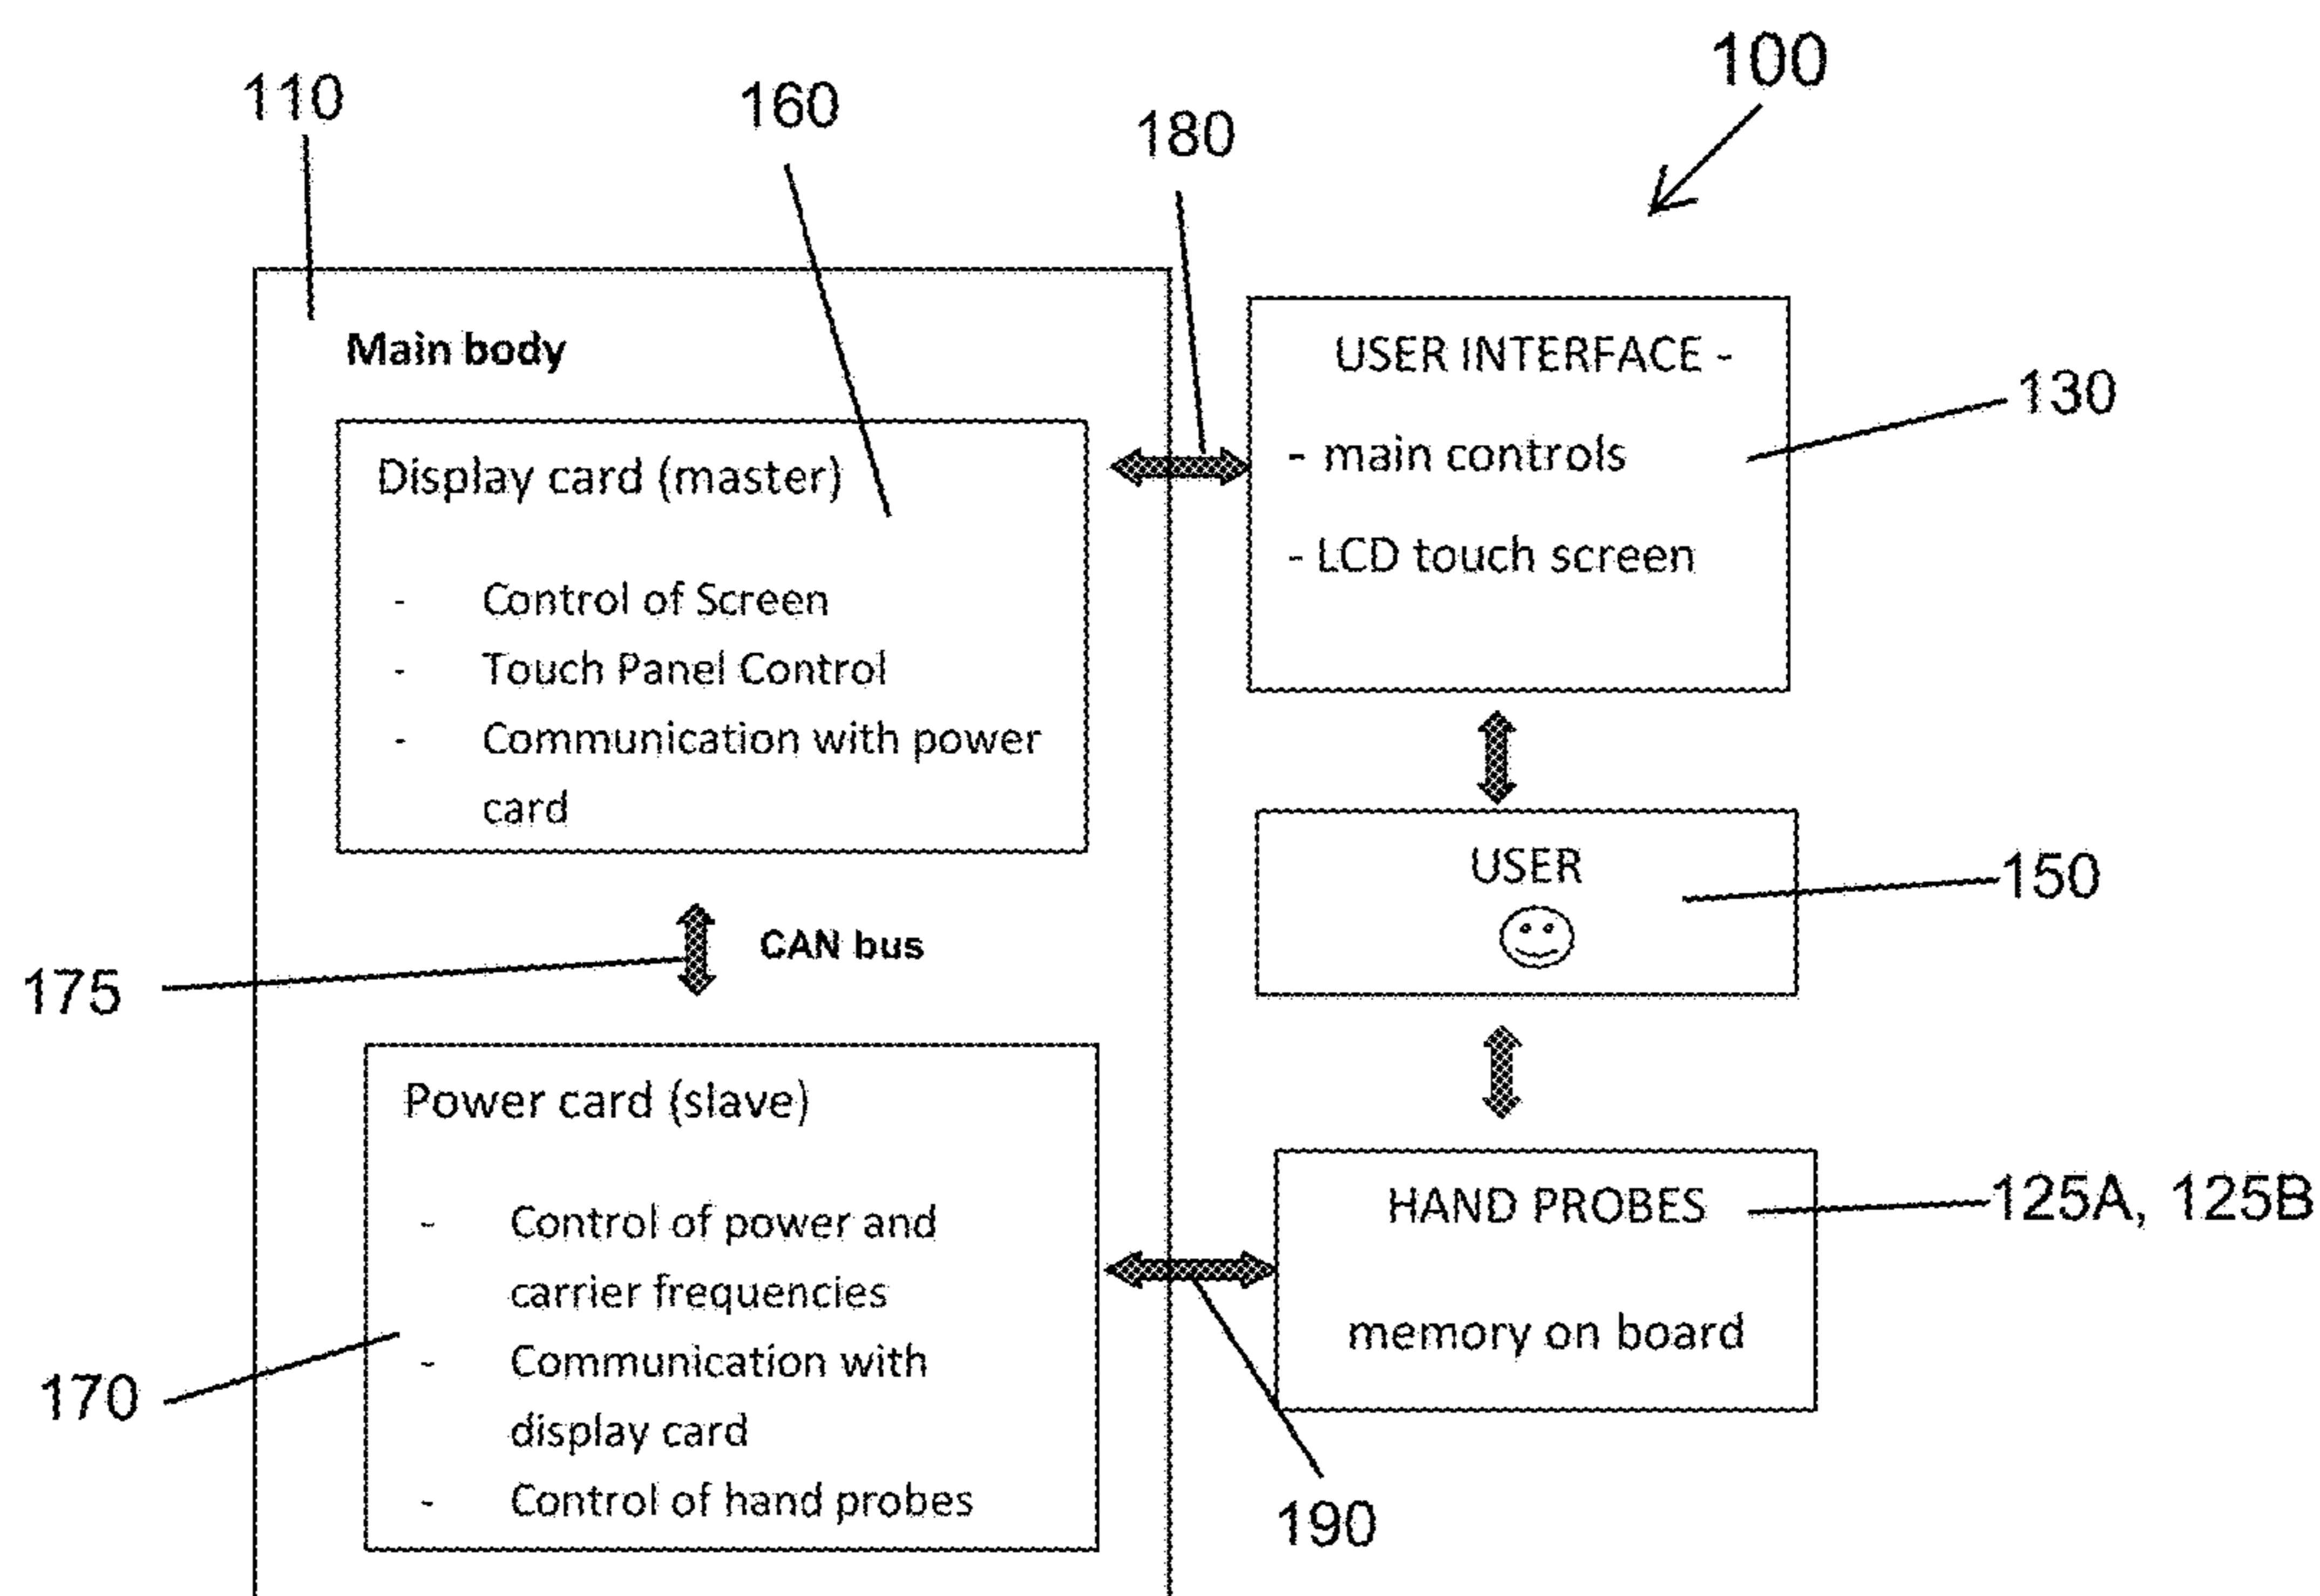 100
110
160
180
Main body
Display card (master)
- Control of Screen
- Touch Panel Control
- Communication with power
card
USER INTERFACE -
- main controls
- LCD touch screen
130
USER
150
175
CAN bus
Power card (slave)
- Control of power and
carrier frequencies
- Communication with
display card
- Control of hand probes
170
HAND PROBES
memory on board
125A, 125B
190